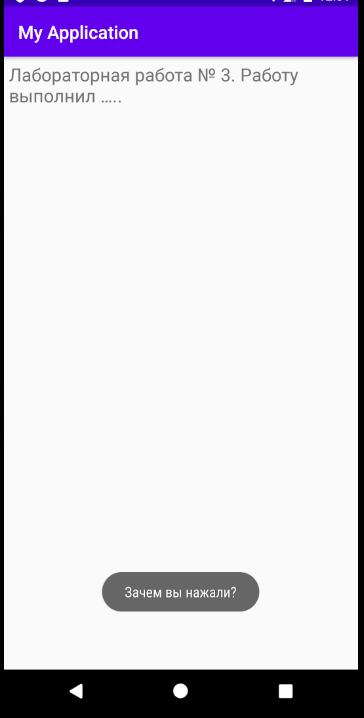 My Application
Лабораторная работа № 3. Работу
выполнил …..
Зачем вы нажали?